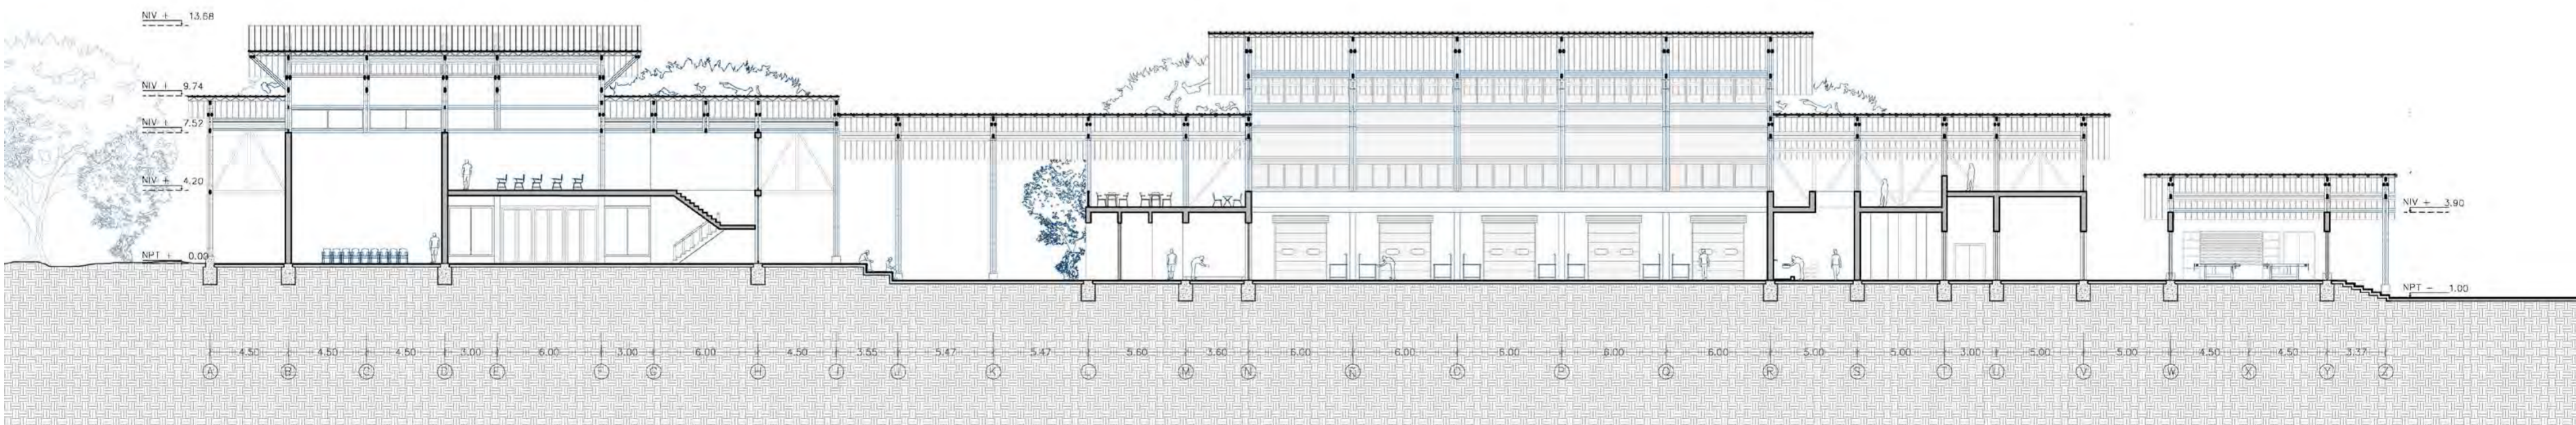 NIV + 13.58
NIV + 9.74
NIV + 7.52
NIV + 4.20
NPT + 0.00
NIV + 3.90
NPT - 1.00
4.50 4.50 4.50 3.00 6.00 3.00 6.00 4.50 3.55 5.47 5.47 5.60 3.60 6.00 6.00 6.00 6.00 6.00 5.00 5.00 3.00 5.00 5.00 4.50 4.50 3.37
A B C D E F G H I J K L M N Ñ O P Q R S T U V W X Y Z